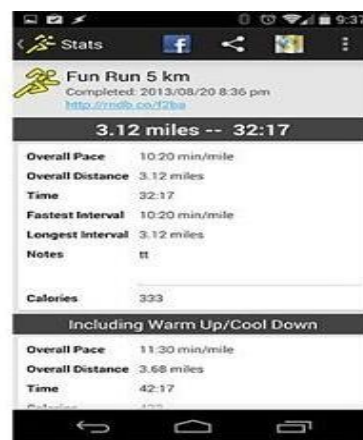 9:37
Stats
Fun Run 5 km
Completed: 2013/08/20 8:36 pm
http://rndb.co/f2ba
3.12 miles -- 32:17
Overall Pace 10:20 min/mile
Overall Distance 3.12 miles
Time 32:17
Fastest Interval 10:20 min/mile
Longest Interval 3.12 miles
Notes tt
Calories 333
Including Warm Up/Cool Down
Overall Pace 11:30 min/mile
Overall Distance 3.68 miles
Time 42:17